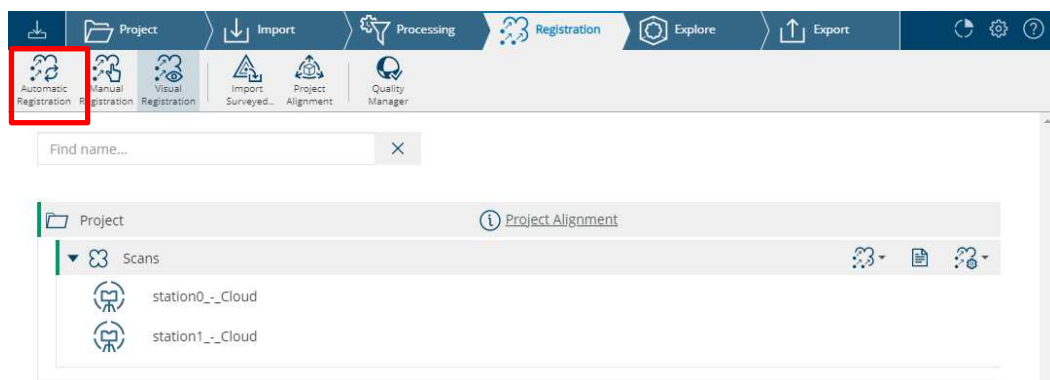 Project Import Processing Registration Explore Export
Automatic Registration
Manual Registration
Visual Registration
Import Surveyed...
Project Alignment
Quality Manager
Find name...
Project Project Alignment
Scans
station0_-_Cloud
station1_-_Cloud